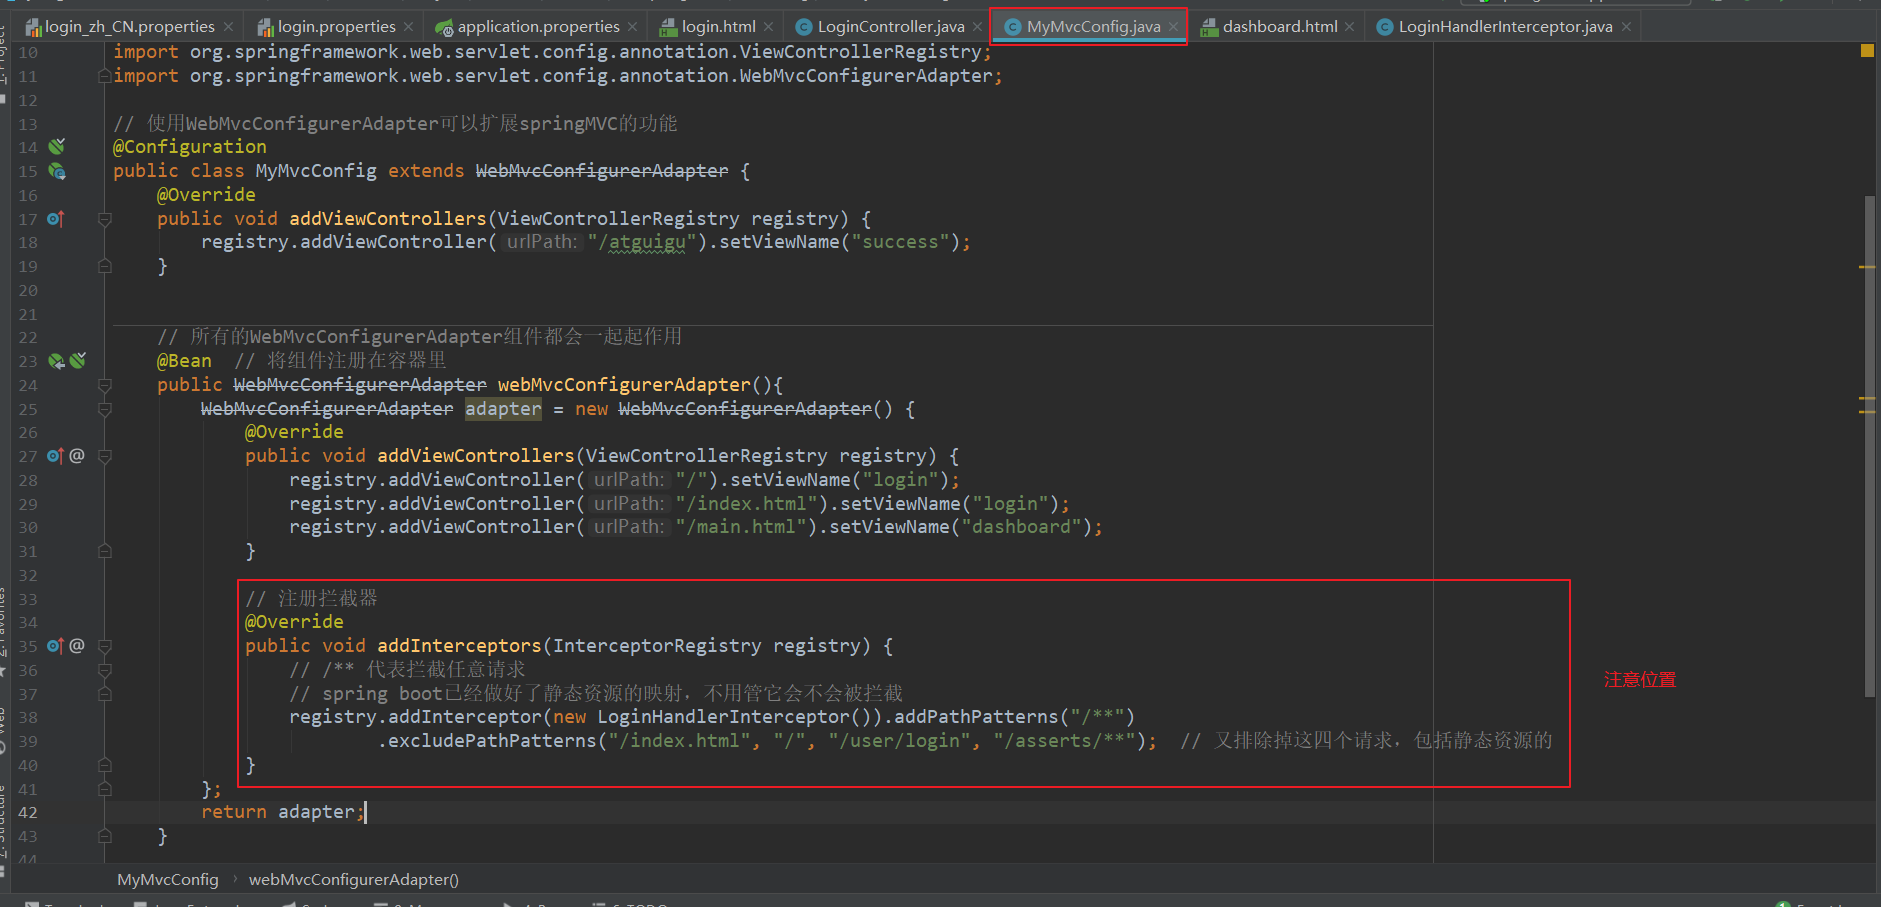 login_zh_CN.properties login.properties application.properties login.html LoginController.java MyMvcConfig.java dashboard.html LoginHandlerInterceptor.java
10 import org.springframework.web.servlet.config.annotation.ViewControllerRegistry;
11 import org.springframework.web.servlet.config.annotation.WebMvcConfigurerAdapter;
12
13 // 使用WebMvcConfigurerAdapter可以扩展springMVC的功能
14 @Configuration
15 public class MyMvcConfig extends WebMvcConfigurerAdapter {
16 @Override
17 public void addViewControllers(ViewControllerRegistry registry) {
18 registry.addViewController( urlPath: "/atguigu").setViewName("success");
19 }
20
21
22 // 所有的WebMvcConfigurerAdapter组件都会一起起作用
23 @Bean // 将组件注册在容器里
24 public WebMvcConfigurerAdapter webMvcConfigurerAdapter(){
25 WebMvcConfigurerAdapter adapter = new WebMvcConfigurerAdapter() {
26 @Override
27 @ public void addViewControllers(ViewControllerRegistry registry) {
28 registry.addViewController( urlPath: "/").setViewName("login");
29 registry.addViewController( urlPath: "/index.html").setViewName("login");
30 registry.addViewController( urlPath: "/main.html").setViewName("dashboard");
31 }
32
33 // 注册拦截器
34 @Override
35 @ public void addInterceptors(InterceptorRegistry registry) {
36 // /** 代表拦截任意请求
37 // spring boot已经做好了静态资源的映射，不用管它会不会被拦截
注意位置
38 registry.addInterceptor(new LoginHandlerInterceptor()).addPathPatterns("/**")
39 .excludePathPatterns("/index.html", "/", "/user/login", "/asserts/**"); // 又排除掉这四个请求，包括静态资源的
40 }
41 };
42 return adapter;
43 }
44
MyMvcConfig › webMvcConfigurerAdapter()